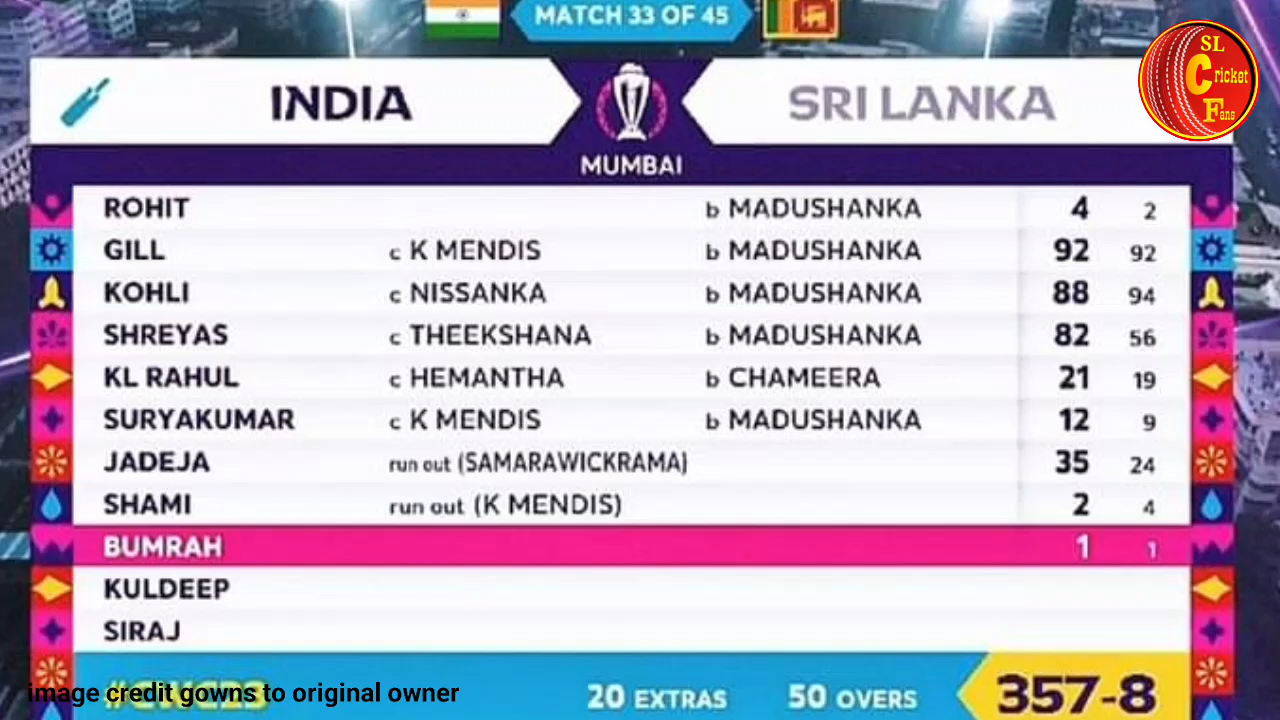 MATCH 33 OF 45
SL
Cricket
Fans
INDIA SRI LANKA
MUMBAI
ROHIT b MADUSHANKA 4 2
GILL c K MENDIS b MADUSHANKA 92 92
KOHLI c NISSANKA b MADUSHANKA 88 94
SHREYAS c THEEKSHANA b MADUSHANKA 82 56
KL RAHUL c HEMANTHA b CHAMEERA 21 19
SURYAKUMAR c K MENDIS b MADUSHANKA 12 9
JADEJA run out (SAMARAWICKRAMA) 35 24
SHAMI run out (K MENDIS) 2 4
BUMRAH 1 1
KULDEEP
SIRAJ
image credit gowns to original owner
20 EXTRAS 50 OVERS 357-8